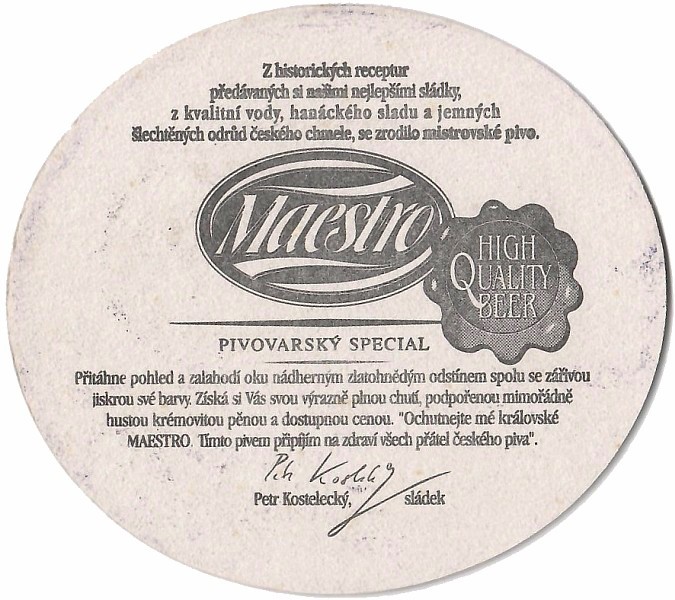 Z historických receptur
předávaných si našimi nejlepšími sládky,
z kvalitní vody, hanáckého sladu a jemných
šlechtěných odrůd českého chmele, se zrodilo mistrovské pivo.
Maestro
HIGH
QUALITY
BEER
PIVOVARSKÝ SPECIAL
Přitáhne pohled a zalahodí oku nádherným zlatohnědým odstínem spolu se zářivou
jiskrou své barvy. Získá si Vás svou výrazně plnou chutí, podpořenou mimořádně
hustou krémovitou pěnou a dostupnou cenou. "Ochutnejte mé královské
MAESTRO. Tímto pivem připíjím na zdraví všech přátel českého piva".
Petr Kostelecký, sládek